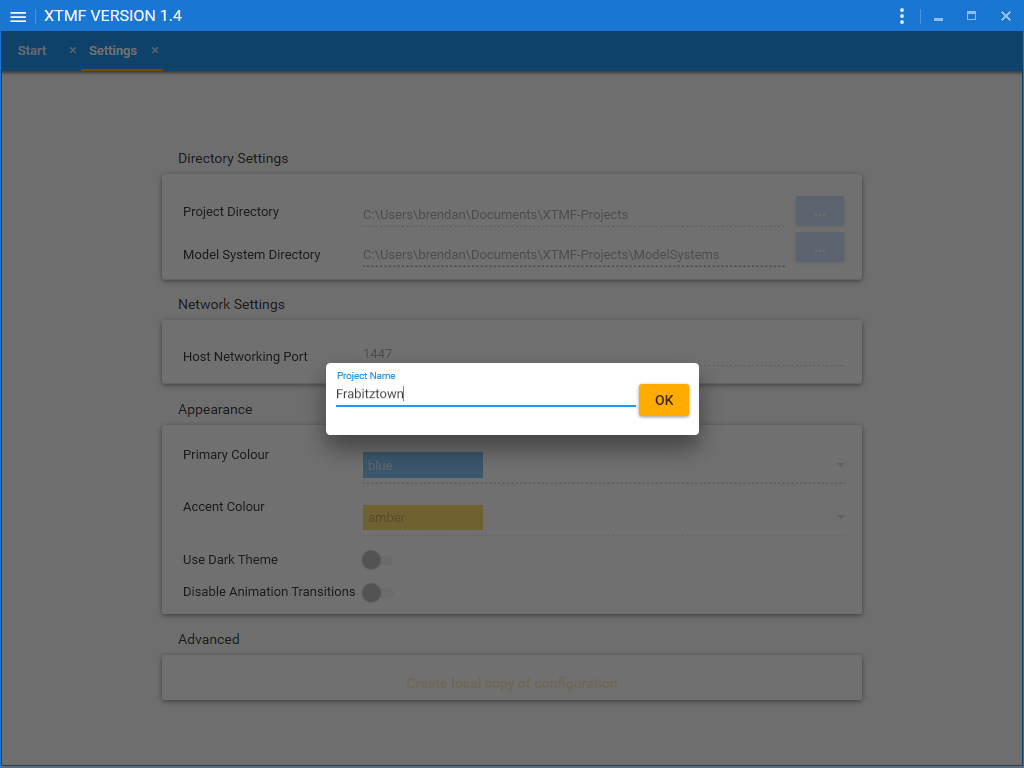 XTMF VERSION 1.4
Start × Settings ×
Directory Settings
Project Directory C:\Users\brendan\Documents\XTMF-Projects ...
Model System Directory C:\Users\brendan\Documents\XTMF-Projects\ModelSystems ...
Network Settings
Host Networking Port 1447
Project Name
Frabitztown
OK
Appearance
Primary Colour blue
Accent Colour amber
Use Dark Theme
Disable Animation Transitions
Advanced
Create local copy of configuration